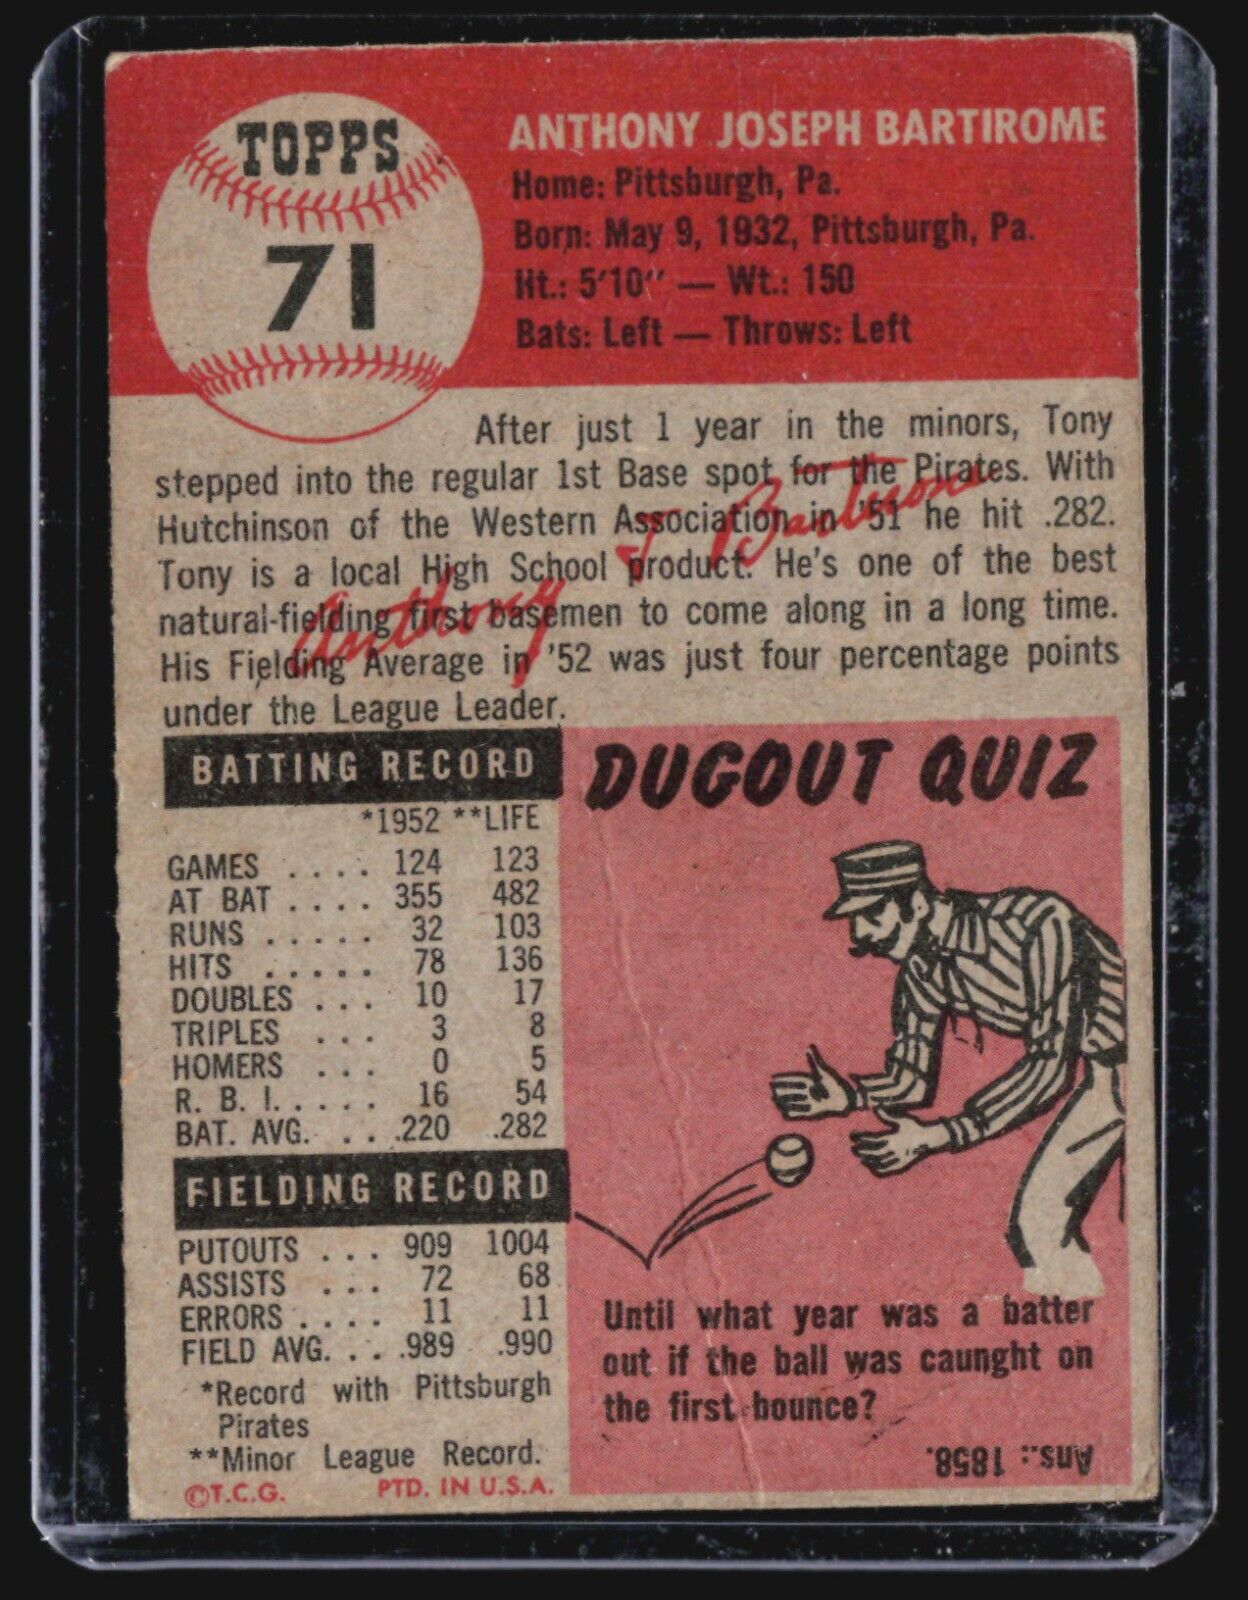 TOPPS
71
ANTHONY JOSEPH BARTIROME
Home: Pittsburgh, Pa.
Born: May 9, 1932, Pittsburgh, Pa.
Ht.: 5'10" — Wt.: 150
Bats: Left — Throws: Left
After just 1 year in the minors, Tony
stepped into the regular 1st Base spot for the Pirates. With
Hutchinson of the Western Association in '51 he hit .282.
Tony is a local High School product. He's one of the best
natural-fielding first basemen to come along in a long time.
His Fielding Average in '52 was just four percentage points
under the League Leader.
Anthony J Bartirome
BATTING RECORD
*1952 **LIFE
GAMES .... 124 123
AT BAT .... 355 482
RUNS ..... 32 103
HITS ..... 78 136
DOUBLES ... 10 17
TRIPLES ... 3 8
HOMERS ... 0 5
R. B. I. .... 16 54
BAT. AVG. ... .220 .282
FIELDING RECORD
PUTOUTS ... 909 1004
ASSISTS ... 72 68
ERRORS .... 11 11
FIELD AVG. ... .989 .990
*Record with Pittsburgh
Pirates
**Minor League Record.
©T.C.G. PTD. IN U.S.A.
DUGOUT QUIZ
Until what year was a batter
out if the ball was caunght on
the first bounce?
Ans.: 1858.